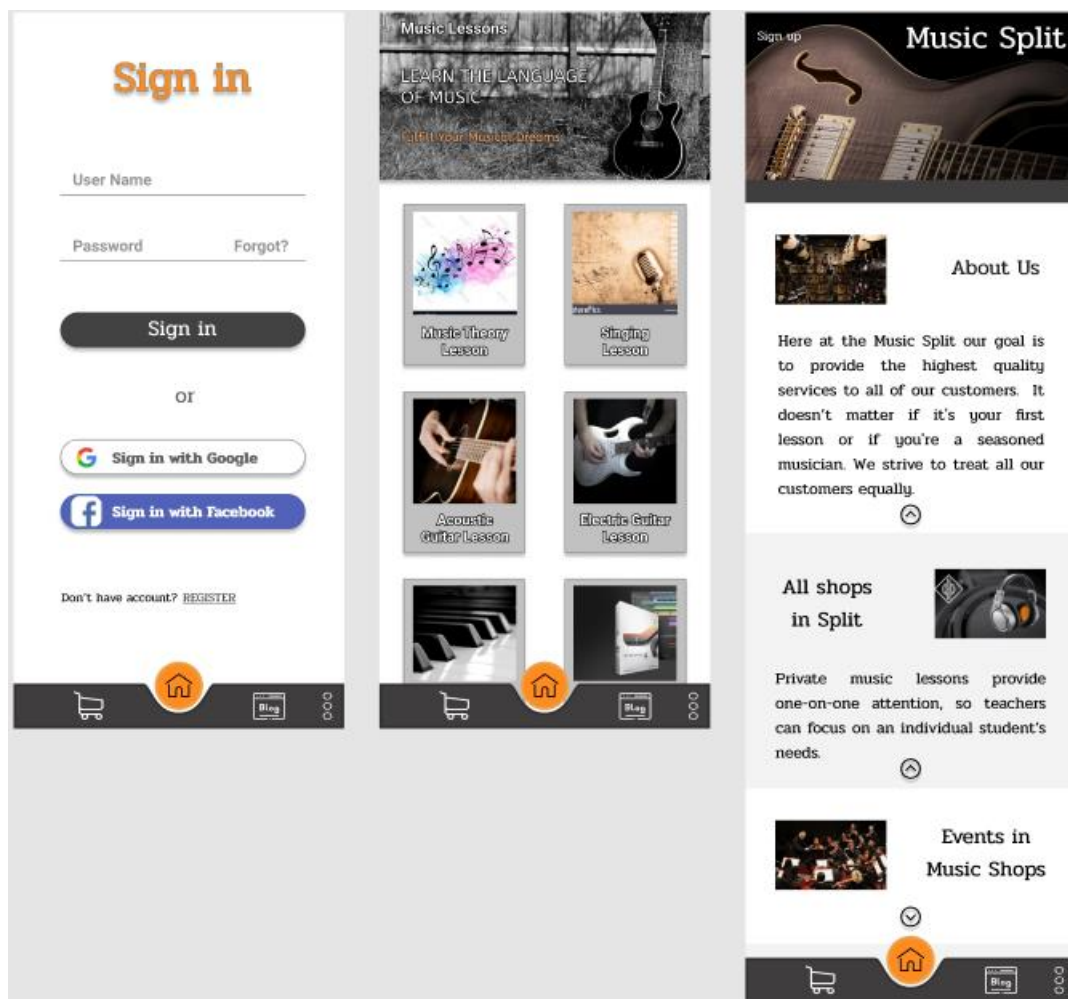 Sign in
User Name
Password Forgot?
Sign in
or
Sign in with Google
Sign in with Facebook
Don't have account? REGISTER
Blog
Music Lessons
LEARN THE LANGUAGE
OF MUSIC
Fulfill Your Musical Dreams
Music Theory
Lesson
Singing
Lesson
Acoustic
Guitar Lesson
Electric Guitar
Lesson
Blog
Sign up
Music Split
About Us
Here at the Music Split our goal is
to provide the highest quality
services to all of our customers. It
doesn't matter if it's your first
lesson or if you're a seasoned
musician. We strive to treat all our
customers equally.
All shops
in Split
Private music lessons provide
one-on-one attention, so teachers
can focus on an individual student's
needs.
Events in
Music Shops
Blog